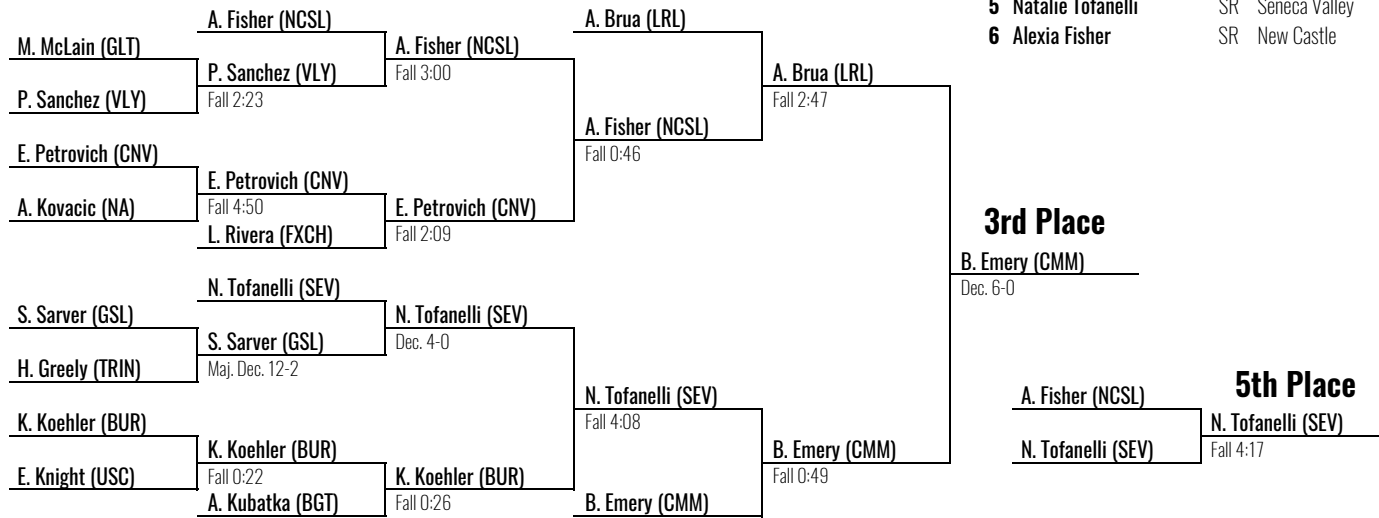 A. Fisher (NCSL)
M. McLain (GLT)
P. Sanchez (VLY)
Fall 2:23
P. Sanchez (VLY)
A. Fisher (NCSL)
Fall 3:00
E. Petrovich (CNV)
A. Kovacic (NA)
E. Petrovich (CNV)
Fall 4:50
L. Rivera (FXCH)
E. Petrovich (CNV)
Fall 2:09
A. Brua (LRL)
A. Fisher (NCSL)
Fall 0:46
A. Brua (LRL)
Fall 2:47
N. Tofanelli (SEV)
S. Sarver (GSL)
H. Greely (TRIN)
S. Sarver (GSL)
Maj. Dec. 12-2
N. Tofanelli (SEV)
Dec. 4-0
K. Koehler (BUR)
E. Knight (USC)
K. Koehler (BUR)
Fall 0:22
A. Kubatka (BGT)
K. Koehler (BUR)
Fall 0:26
N. Tofanelli (SEV)
Fall 4:08
B. Emery (CMM)
B. Emery (CMM)
Fall 0:49
3rd Place
B. Emery (CMM)
Dec. 6-0
5 Natalie Tofanelli SR Seneca Valley
6 Alexia Fisher SR New Castle
5th Place
A. Fisher (NCSL)
N. Tofanelli (SEV)
N. Tofanelli (SEV)
Fall 4:17